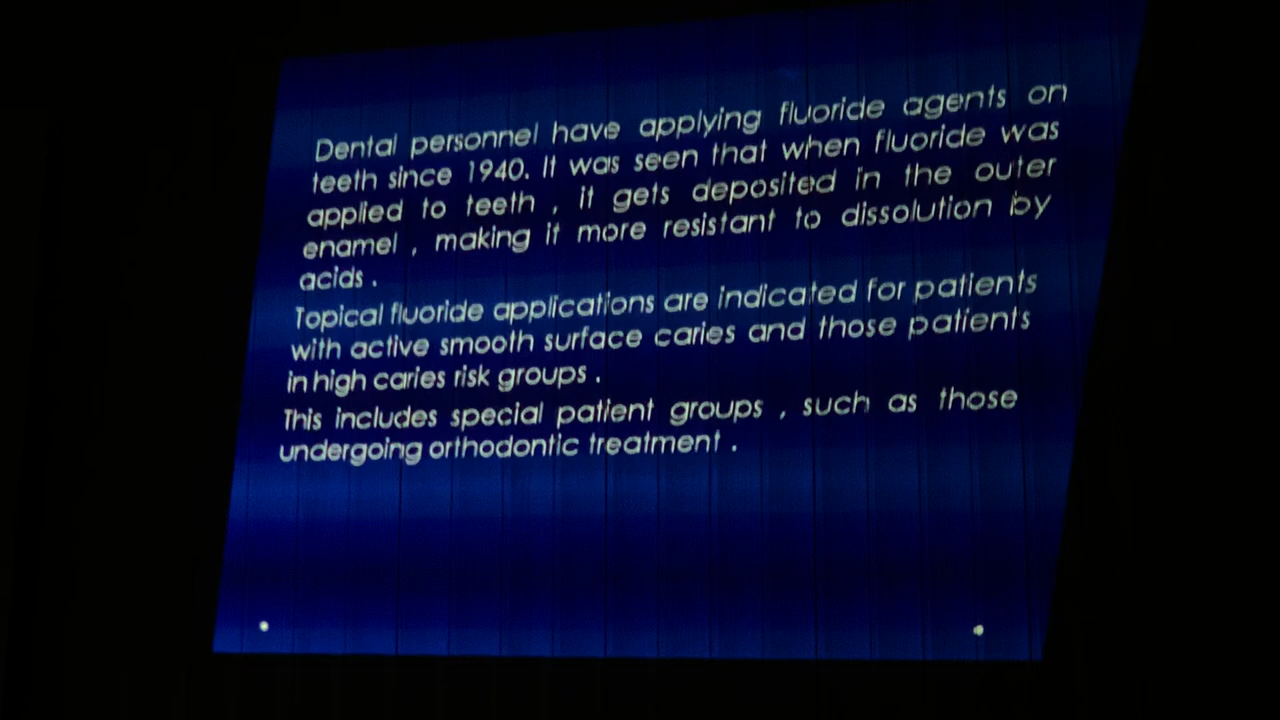 Dental personnel have applying fluoride agents on
teeth since 1940. It was seen that when fluoride was
applied to teeth , it gets deposited in the outer
enamel , making it more resistant to dissolution by
acids .
Topical fluoride applications are indicated for patients
with active smooth surface caries and those patients
in high caries risk groups .
This includes special patient groups , such as those
undergoing orthodontic treatment .